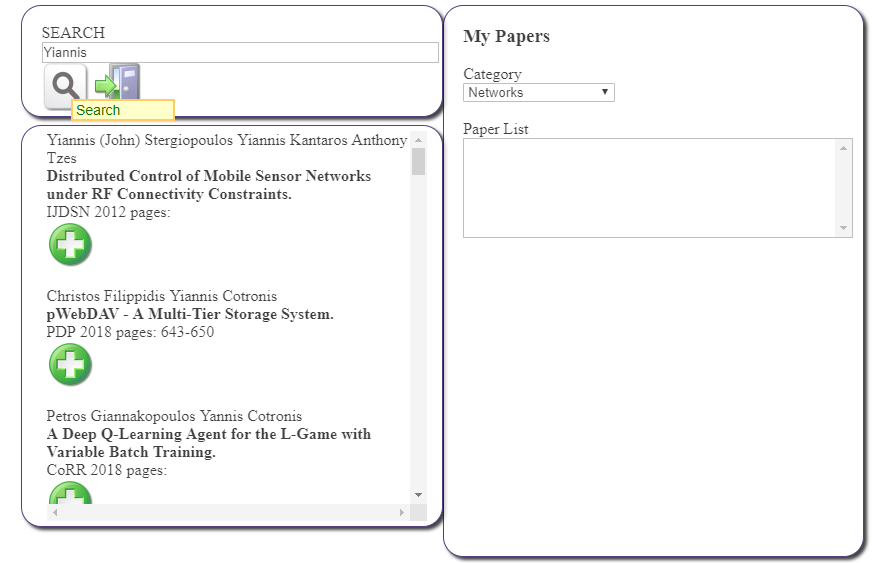 SEARCH
Yiannis
Search
Yiannis (John) Stergiopoulos Yiannis Kantaros Anthony
Tzes
Distributed Control of Mobile Sensor Networks
under RF Connectivity Constraints.
IJDSN 2012 pages:
Christos Filippidis Yiannis Cotronis
pWebDAV - A Multi-Tier Storage System.
PDP 2018 pages: 643-650
Petros Giannakopoulos Yannis Cotronis
A Deep Q-Learning Agent for the L-Game with
Variable Batch Training.
CoRR 2018 pages:
My Papers
Category
Networks
Paper List